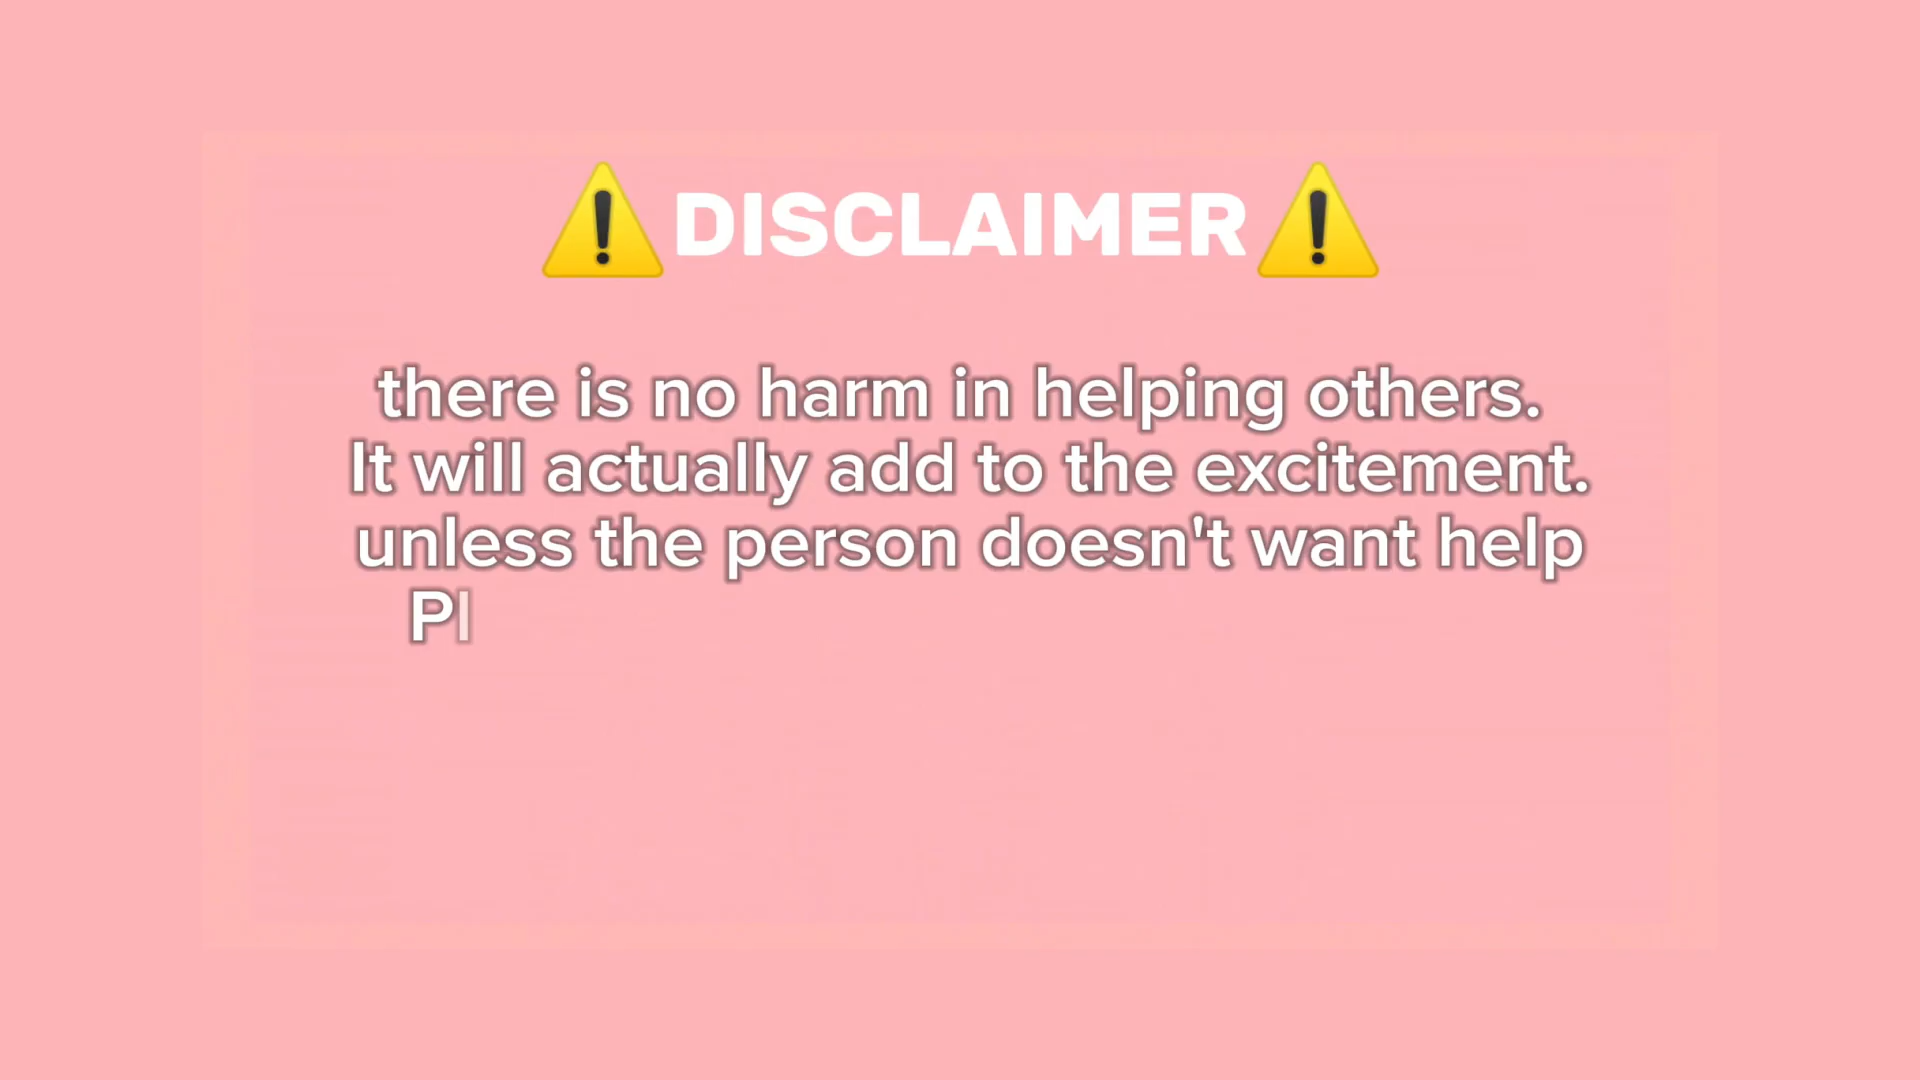 ⚠️DISCLAIMER⚠️
there is no harm in helping others.
It will actually add to the excitement.
unless the person doesn't want help
Pl